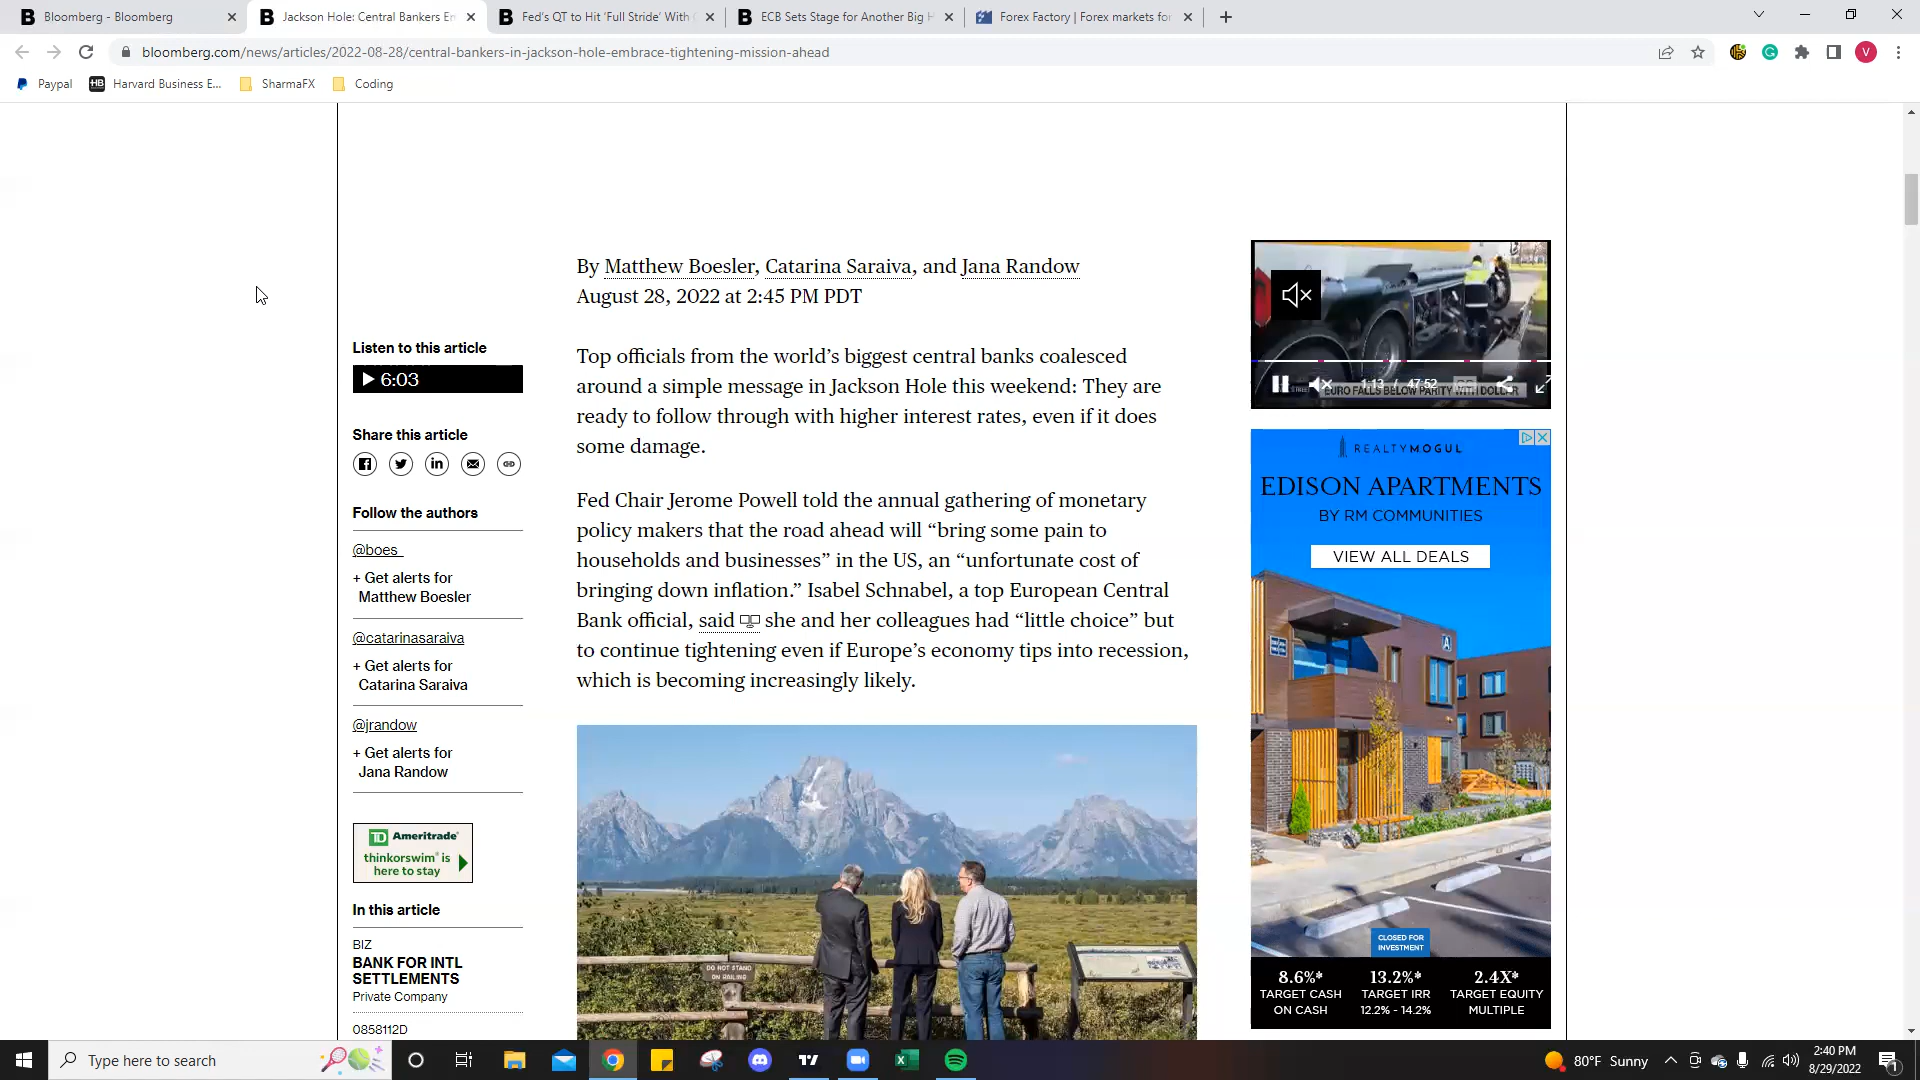 Bloomberg - Bloomberg
Jackson Hole: Central Bankers En
Fed's QT to Hit 'Full Stride' With
ECB Sets Stage for Another Big H
Forex Factory | Forex markets for
bloomberg.com/news/articles/2022-08-28/central-bankers-in-jackson-hole-embrace-tightening-mission-ahead
V
Paypal
HB Harvard Business E...
SharmaFX
Coding
By Matthew Boesler, Catarina Saraiva, and Jana Randow
August 28, 2022 at 2:45 PM PDT
Listen to this article
6:03
Share this article
Follow the authors
@boes_
+ Get alerts for
Matthew Boesler
@catarinasaraiva
+ Get alerts for
Catarina Saraiva
@jrandow
+ Get alerts for
Jana Randow
TD Ameritrade
thinkorswim® is
here to stay
In this article
BIZ
BANK FOR INTL
SETTLEMENTS
Private Company
0858112D
Top officials from the world's biggest central banks coalesced
around a simple message in Jackson Hole this weekend: They are
ready to follow through with higher interest rates, even if it does
some damage.
Fed Chair Jerome Powell told the annual gathering of monetary
policy makers that the road ahead will “bring some pain to
households and businesses” in the US, an “unfortunate cost of
bringing down inflation.” Isabel Schnabel, a top European Central
Bank official, said she and her colleagues had “little choice” but
to continue tightening even if Europe's economy tips into recession,
which is becoming increasingly likely.
DO NOT STAND
ON RAILING
1:13 / 47:52
EURO FALLS BELOW PARITY WITH DOLLAR
REALTYMOGUL
EDISON APARTMENTS
BY RM COMMUNITIES
VIEW ALL DEALS
A
CLOSED FOR
INVESTMENT
8.6%* 13.2%* 2.4X*
TARGET CASH TARGET IRR TARGET EQUITY
ON CASH 12.2% - 14.2% MULTIPLE
Type here to search
80°F Sunny
2:40 PM
8/29/2022
1